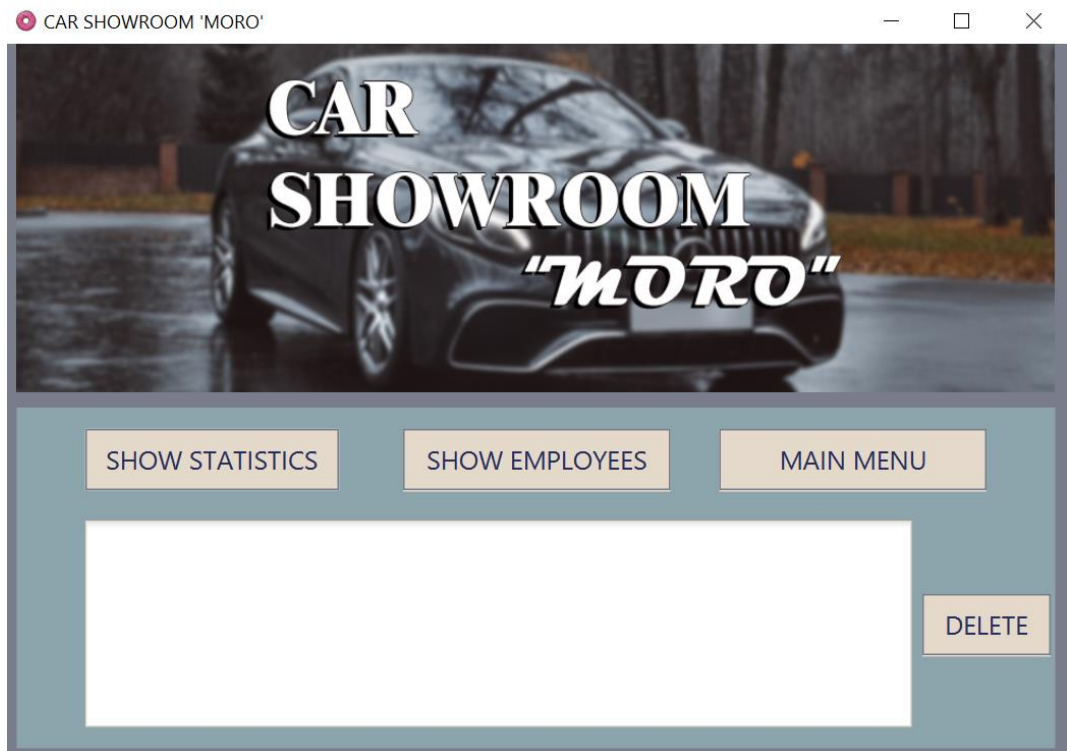 CAR SHOWROOM 'MORO'
CAR
SHOWROOM
"MORO"
SHOW STATISTICS
SHOW EMPLOYEES
MAIN MENU
DELETE